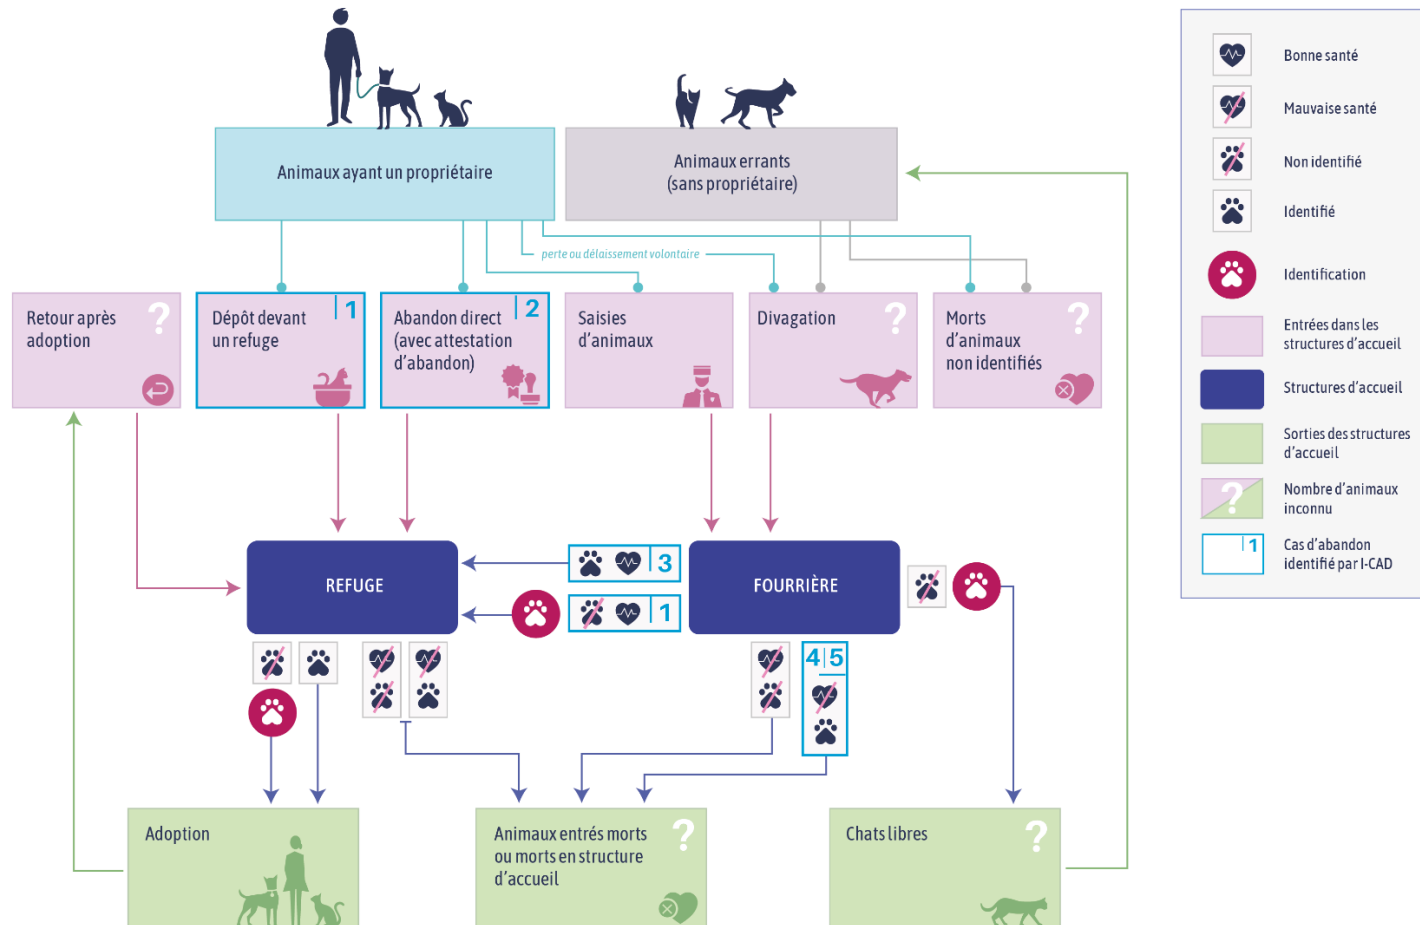 Animaux ayant un propriétaire
Animaux errants
(sans propriétaire)
perte ou délaissement volontaire
Retour après
adoption
?
Dépôt devant
un refuge
1
Abandon direct
(avec attestation
d'abandon)
2
Saisies
d'animaux
Divagation
?
Morts
d'animaux
non identifiés
?
REFUGE
3
1
FOURRIÈRE
4|5
Adoption
Animaux entrés morts
ou morts en structure
d'accueil
?
Chats libres
?
Bonne santé
Mauvaise santé
Non identifié
Identifié
Identification
Entrées dans les
structures d'accueil
Structures d'accueil
Sorties des structures
d'accueil
?
Nombre d'animaux
inconnu
1
Cas d'abandon
identifié par I-CAD